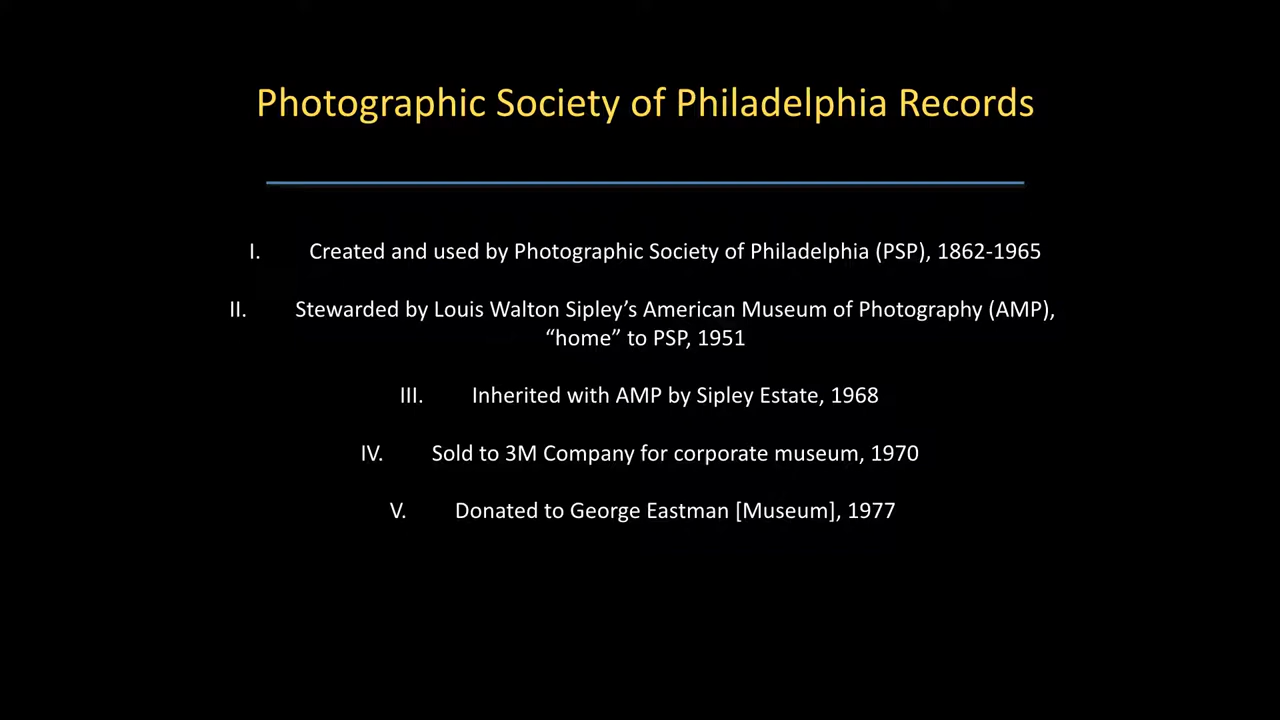 Photographic Society of Philadelphia Records
I. Created and used by Photographic Society of Philadelphia (PSP), 1862-1965
II. Stewarded by Louis Walton Sipley’s American Museum of Photography (AMP),
“home” to PSP, 1951
III. Inherited with AMP by Sipley Estate, 1968
IV. Sold to 3M Company for corporate museum, 1970
V. Donated to George Eastman [Museum], 1977